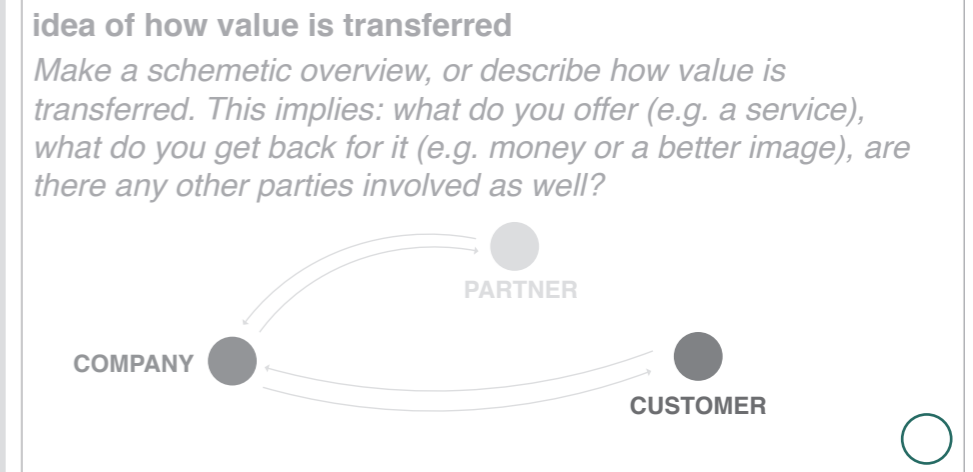 idea of how value is transferred
Make a schemetic overview, or describe how value is
transferred. This implies: what do you offer (e.g. a service),
what do you get back for it (e.g. money or a better image), are
there any other parties involved as well?
PARTNER
COMPANY
CUSTOMER